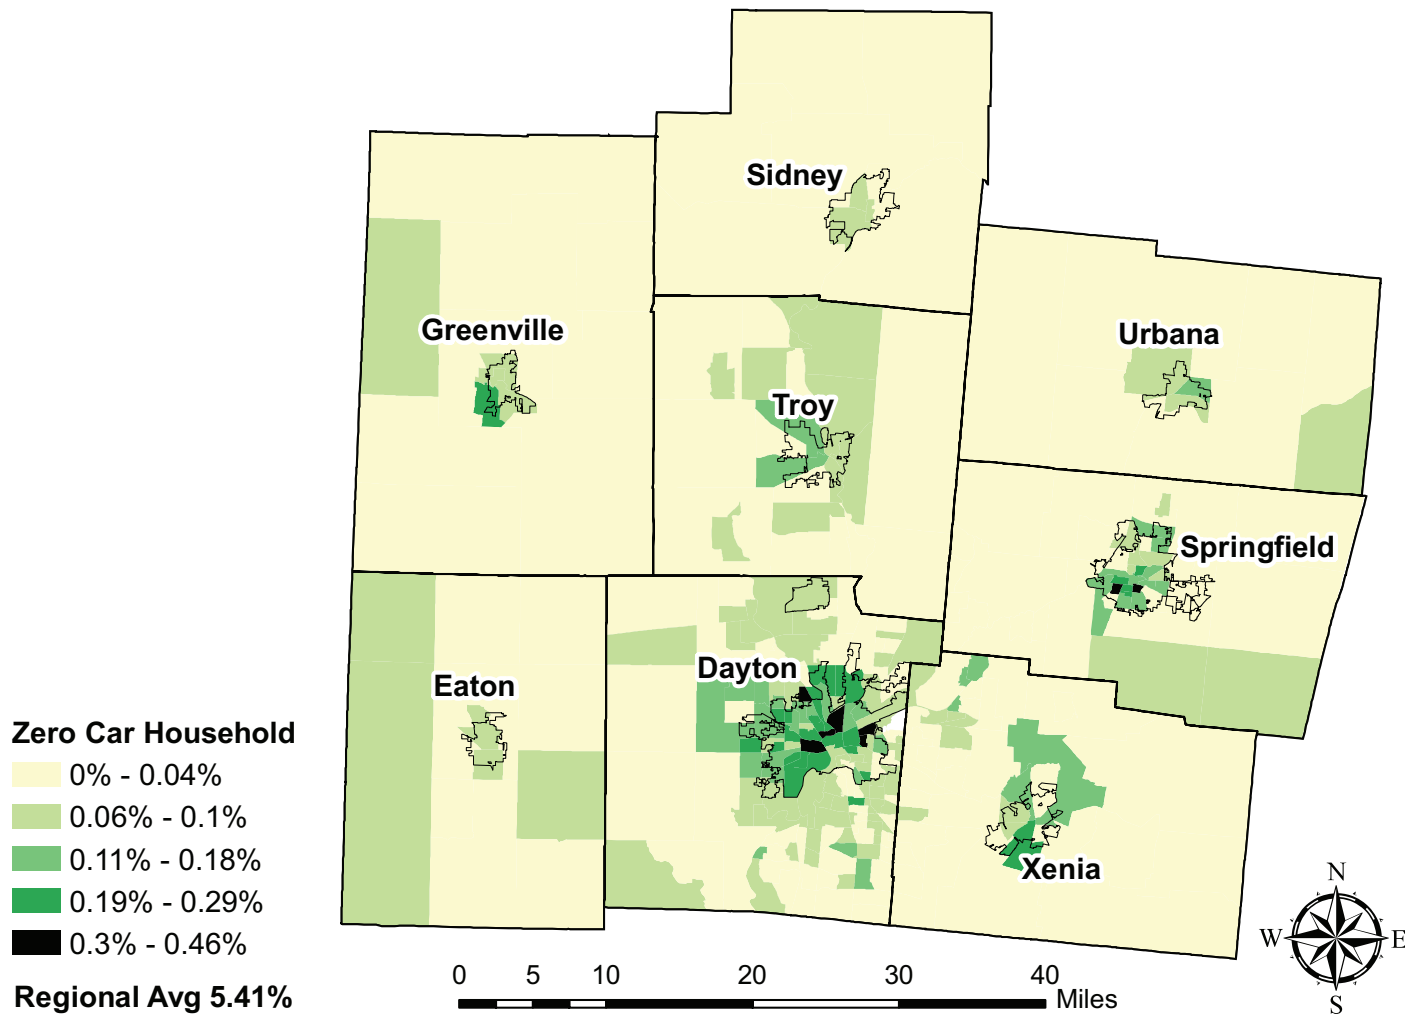 Sidney
Greenville
Urbana
Troy
Springfield
Dayton
Eaton
Xenia
Zero Car Household
0% - 0.04%
0.06% - 0.1%
0.11% - 0.18%
0.19% - 0.29%
0.3% - 0.46%
Regional Avg 5.41%
0 5 10 20 30 40
Miles
N
W E
S